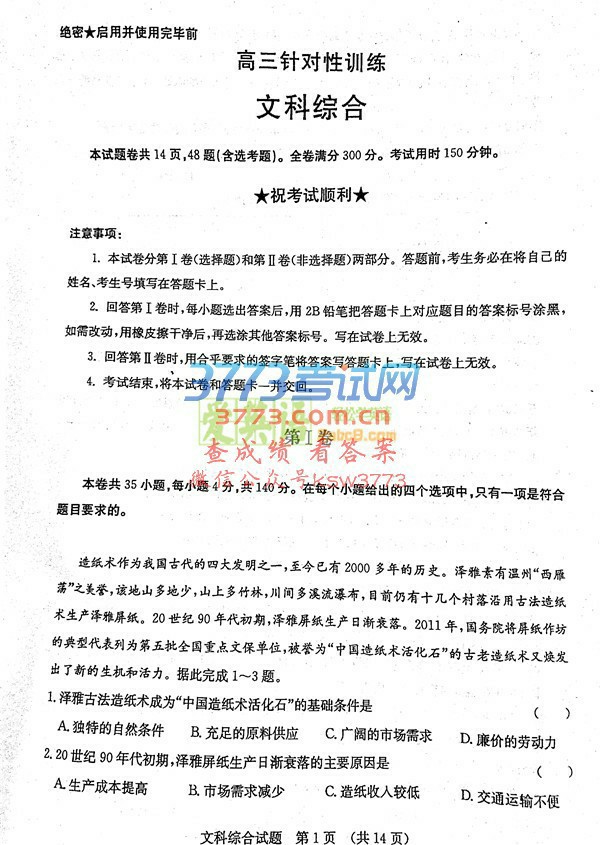 绝密★启用并使用完毕前
高三针对性训练
文科综合
本试题卷共14页,48题(含选考题)。全卷满分300分。考试用时150分钟。
★祝考试顺利★
注意事项:
1. 本试卷分第Ⅰ卷(选择题)和第Ⅱ卷(非选择题)两部分。答题前,考生务必在将自己的
姓名、考生号填写在答题卡上。
2. 回答第Ⅰ卷时,每小题选出答案后,用2B铅笔把答题卡上对应题目的答案标号涂黑,
如需改动,用橡皮擦干净后,再选涂其他答案标号。写在试卷上无效。
3. 回答第Ⅱ卷时,用合乎要求的签字笔将答案写答题卡上,写在试卷上无效。
4. 考试结束,将本试卷和答题卡一并交回。
3773考试网
3773.com.cn
第Ⅰ卷
查成绩 看答案
微信公众号ksw3773
本卷共35小题,每小题4分,共140分。在每个小题给出的四个选项中,只有一项是符合
题目要求的。
造纸术作为我国古代的四大发明之一,至今已有2000多年的历史。泽雅素有温州“西雁
荡”之美誉,该地山多地少,山上多竹林,川间多溪流瀑布,目前仍有十几个村落沿用古法造纸
术生产泽雅屏纸。20世纪90年代初期,泽雅屏纸生产日渐衰落。2011年,国务院将屏纸作坊
的典型代表列为第五批全国重点文保单位,被誉为“中国造纸术活化石”的古老造纸术又焕发
出了新的生机和活力。据此完成1～3题。
1.泽雅古法造纸术成为“中国造纸术活化石”的基础条件是 ( )
A.独特的自然条件 B.充足的原料供应 C.广阔的市场需求 D.廉价的劳动力
2.20世纪90年代初期,泽雅屏纸生产日渐衰落的主要原因是 ( )
A.生产成本提高 B.市场需求减少 C.造纸收入较低 D.交通运输不便
文科综合试题 第1页 (共14页)